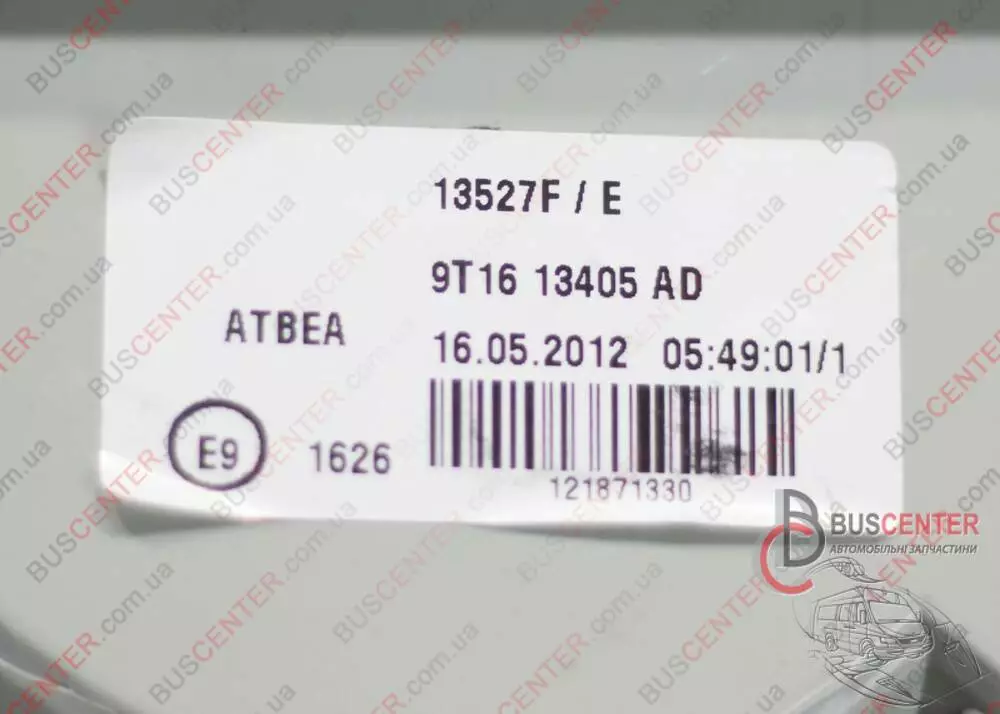 13527F / E
9T16 13405 AD
ATBEA
16.05.2012 05:49:01/1
E9
1626
121871330
BUSCENTER
АВТОМОБІЛЬНІ ЗАПЧАСТИНИ
BUSCENTER.com.ua